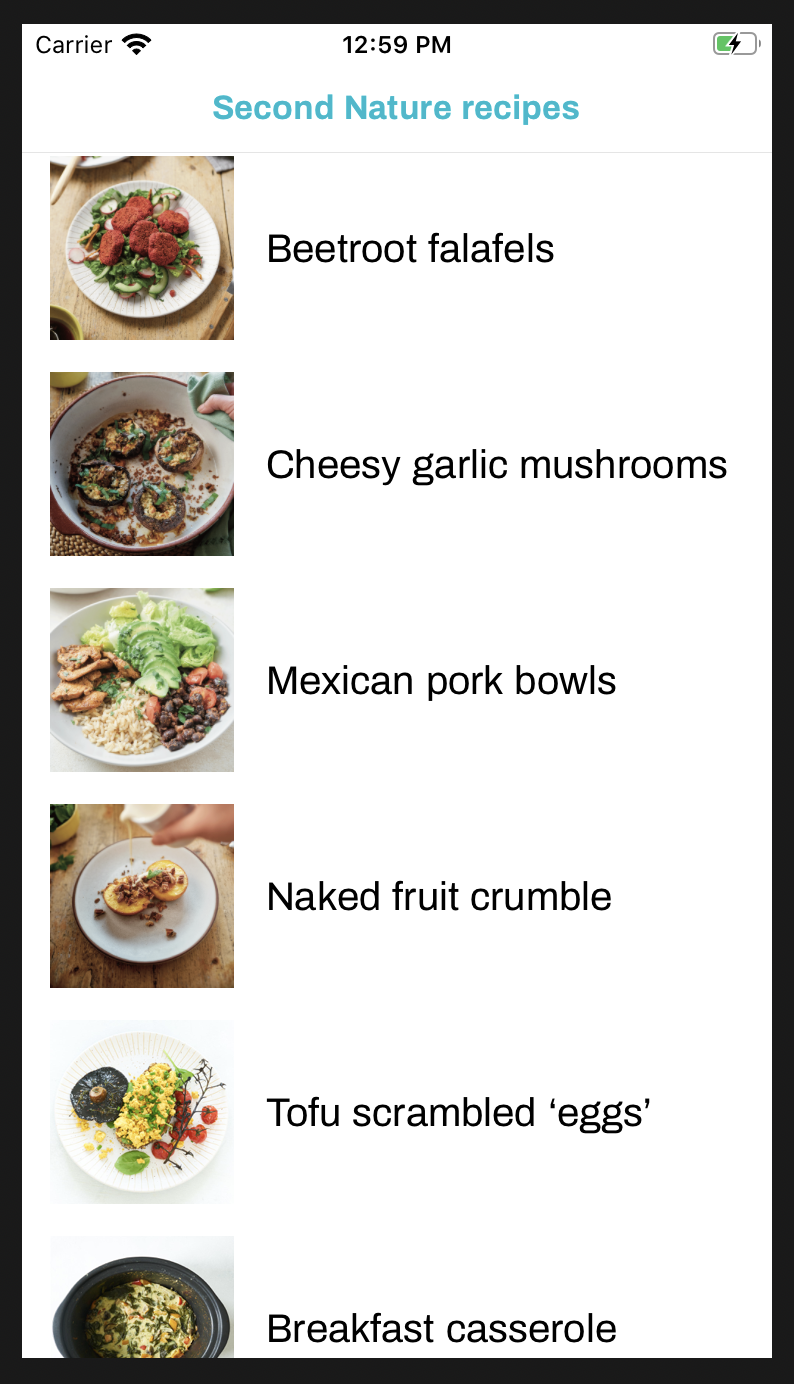 Carrier 12:59 PM
Second Nature recipes
Beetroot falafels
Cheesy garlic mushrooms
Mexican pork bowls
Naked fruit crumble
Tofu scrambled ‘eggs’
Breakfast casserole